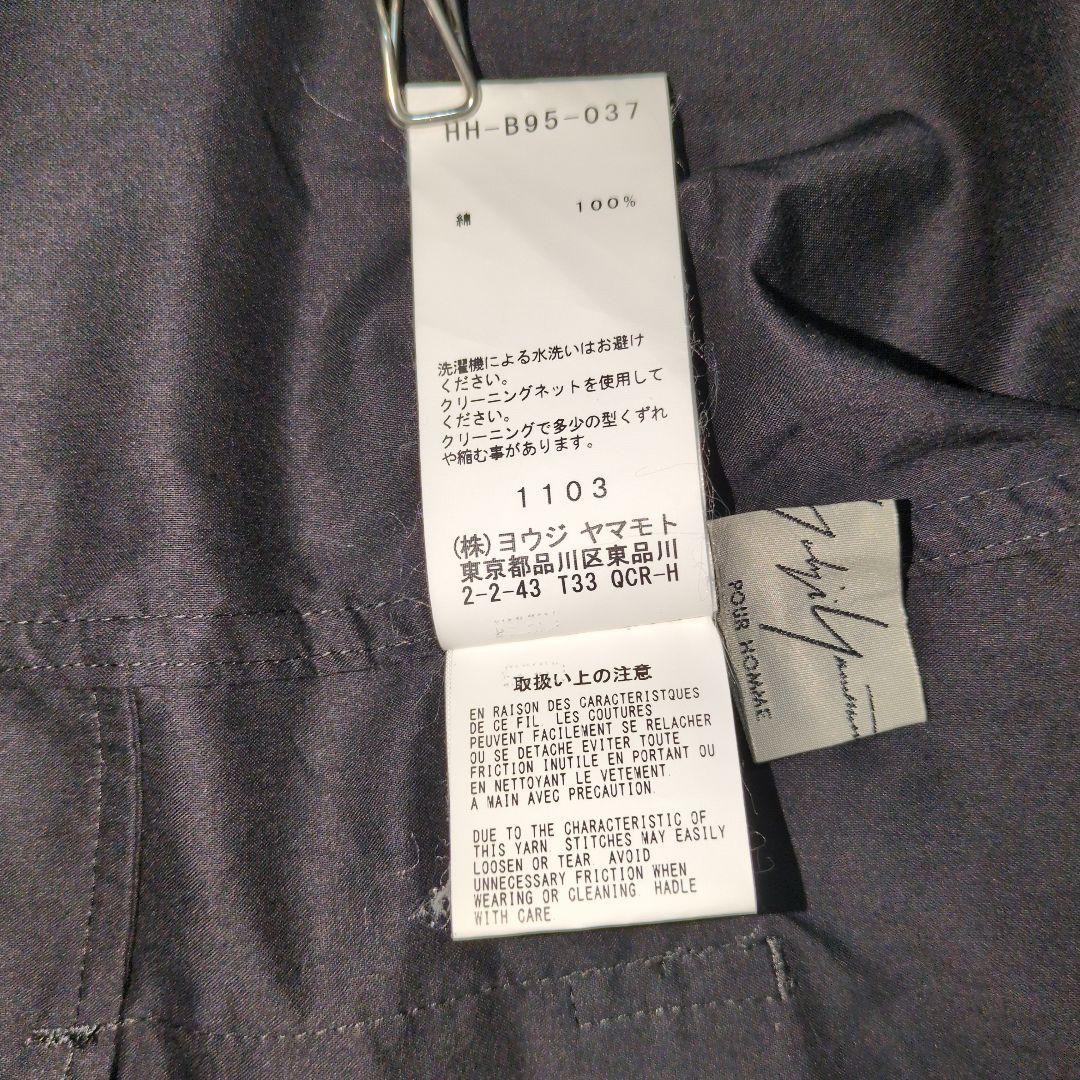 HH-B95-037
綿 100%
洗濯機による水洗いはお避け
ください。
クリーニングネットを使用して
ください。
クリーニングで多少の型くずれ
や縮む事があります。
1103
(株)ヨウジ ヤマモト
東京都品川区東品川
2-2-43 T33 QCR-H
取扱い上の注意
EN RAISON DES CARACTERISTQUES
DE CE FIL. LES COUTURES
PEUVENT FACILEMENT SE RELACHER
OU SE DETACHE EVITER TOUTE
FRICTION INUTILE EN PORTANT OU
EN NETTOYANT LE VETEMENT.
A MAIN AVEC PRECAUTION.
DUE TO THE CHARACTERISTIC OF
THIS YARN. STITCHES MAY EASILY
LOOSEN OR TEAR. AVOID
UNNECESSARY FRICTION WHEN
WEARING OR CLEANING. HADLE
WITH CARE.
Yohji Yamamoto
POUR HOMME